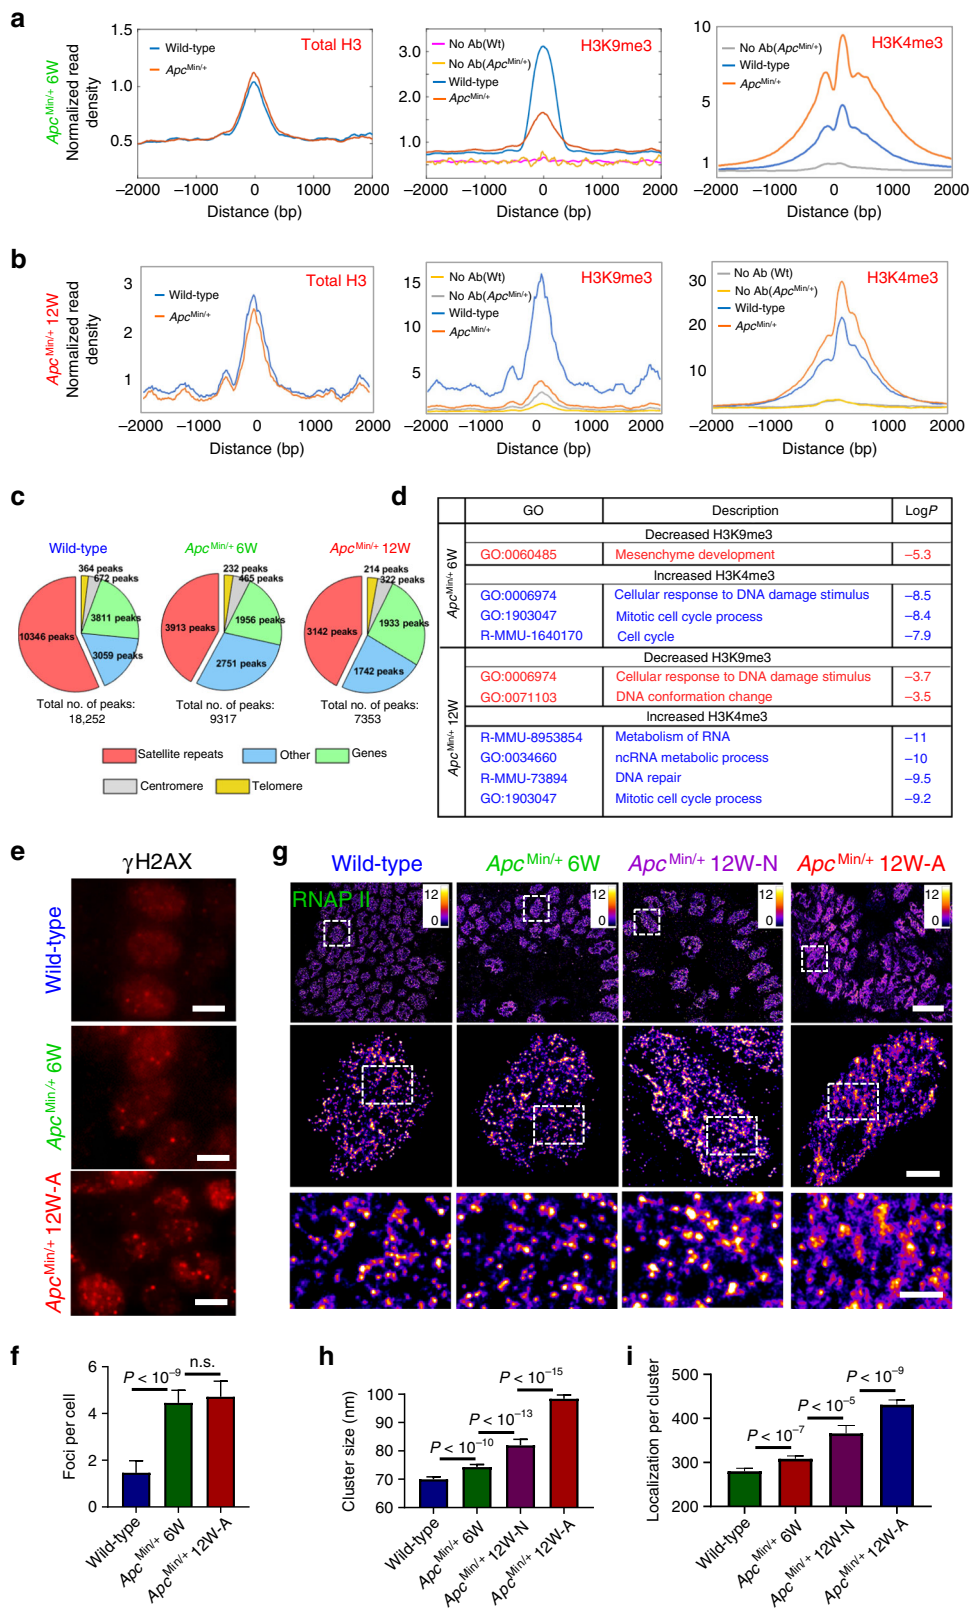 a
Apc^Min/+ 6W
Normalized read
density
Total H3
Wild-type
Apc^Min/+
1.5
1.0
0.5
−2000 −1000 0 1000 2000
Distance (bp)
H3K9me3
No Ab(Wt)
No Ab(Apc^Min/+)
Wild-type
Apc^Min/+
3.0
2.0
1.0
−2000 −1000 0 1000 2000
Distance (bp)
H3K4me3
No Ab(Apc^Min/+)
Wild-type
Apc^Min/+
10
5
1
−2000 −1000 0 1000 2000
Distance (bp)
b
Apc^Min/+ 12W
Normalized read
density
Total H3
Wild-type
Apc^Min/+
3
2
1
−2000 −1000 0 1000 2000
Distance (bp)
H3K9me3
No Ab(Wt)
No Ab(Apc^Min/+)
Wild-type
Apc^Min/+
15
10
5
−2000 −1000 0 1000 2000
Distance (bp)
H3K4me3
No Ab (Wt)
No Ab(Apc^Min/+)
Wild-type
Apc^Min/+
30
20
10
−2000 −1000 0 1000 2000
Distance (bp)
c
Wild-type
364 peaks
672 peaks
3811 peaks
10346 peaks
3059 peaks
Total no. of peaks:
18,252
Apc^Min/+ 6W
232 peaks
465 peaks
1956 peaks
3913 peaks
2751 peaks
Total no. of peaks:
9317
Apc^Min/+ 12W
214 peaks
322 peaks
1933 peaks
3142 peaks
1742 peaks
Total no. of peaks:
7353
Satellite repeats Other Genes
Centromere Telomere
d
GO Description LogP
Apc^Min/+ 6W
Decreased H3K9me3
GO:0060485 Mesenchyme development −5.3
Increased H3K4me3
GO:0006974 Cellular response to DNA damage stimulus −8.5
GO:1903047 Mitotic cell cycle process −8.4
R-MMU-1640170 Cell cycle −7.9
Apc^Min/+ 12W
Decreased H3K9me3
GO:0006974 Cellular response to DNA damage stimulus −3.7
GO:0071103 DNA conformation change −3.5
Increased H3K4me3
R-MMU-8953854 Metabolism of RNA −11
GO:0034660 ncRNA metabolic process −10
R-MMU-73894 DNA repair −9.5
GO:1903047 Mitotic cell cycle process −9.2
e
γH2AX
Wild-type
Apc^Min/+ 6W
Apc^Min/+ 12W-A
g
Wild-type Apc^Min/+ 6W Apc^Min/+ 12W-N Apc^Min/+ 12W-A
RNAP II
12 12 12 12
0 0 0 0
f
Foci per cell
6
4
2
0
P < 10^−9
n.s.
Wild-type
Apc^Min/+ 6W
Apc^Min/+ 12W-A
h
Cluster size (nm)
100
90
80
70
60
P < 10^−10
P < 10^−13
P < 10^−15
Wild-type
Apc^Min/+ 6W
Apc^Min/+ 12W-N
Apc^Min/+ 12W-A
i
Localization per cluster
500
400
300
200
P < 10^−7
P < 10^−5
P < 10^−9
Wild-type
Apc^Min/+ 6W
Apc^Min/+ 12W-N
Apc^Min/+ 12W-A